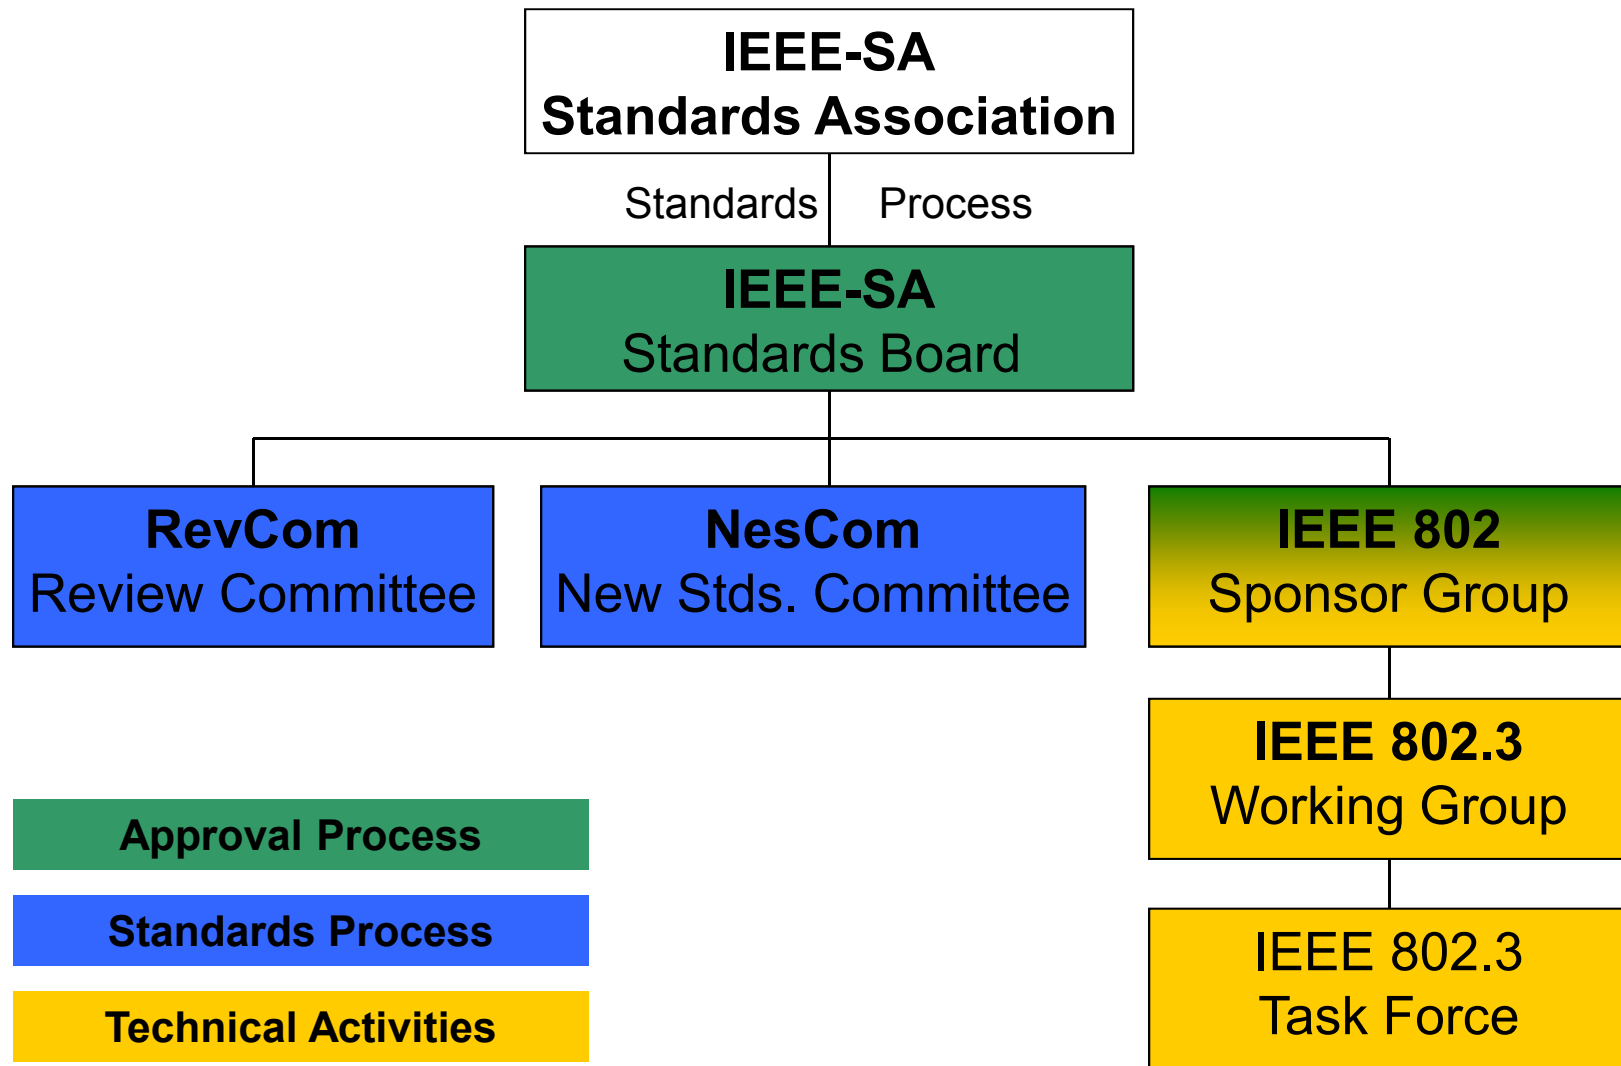 IEEE-SA
Standards Association
Standards Process
IEEE-SA
Standards Board
RevCom
Review Committee
NesCom
New Stds. Committee
IEEE 802
Sponsor Group
IEEE 802.3
Working Group
IEEE 802.3
Task Force
Approval Process
Standards Process
Technical Activities